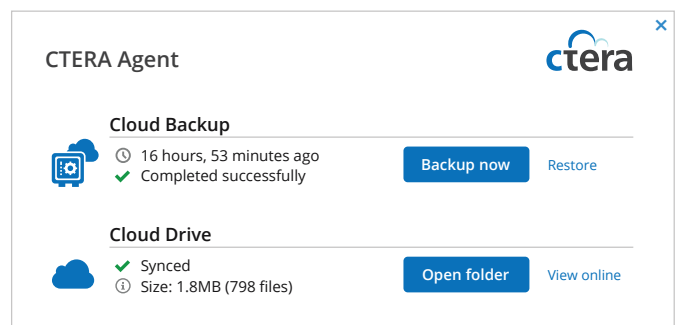 CTERA Agent
ctera
Cloud Backup
16 hours, 53 minutes ago
Completed successfully
Backup now
Restore
Cloud Drive
Synced
Size: 1.8MB (798 files)
Open folder
View online